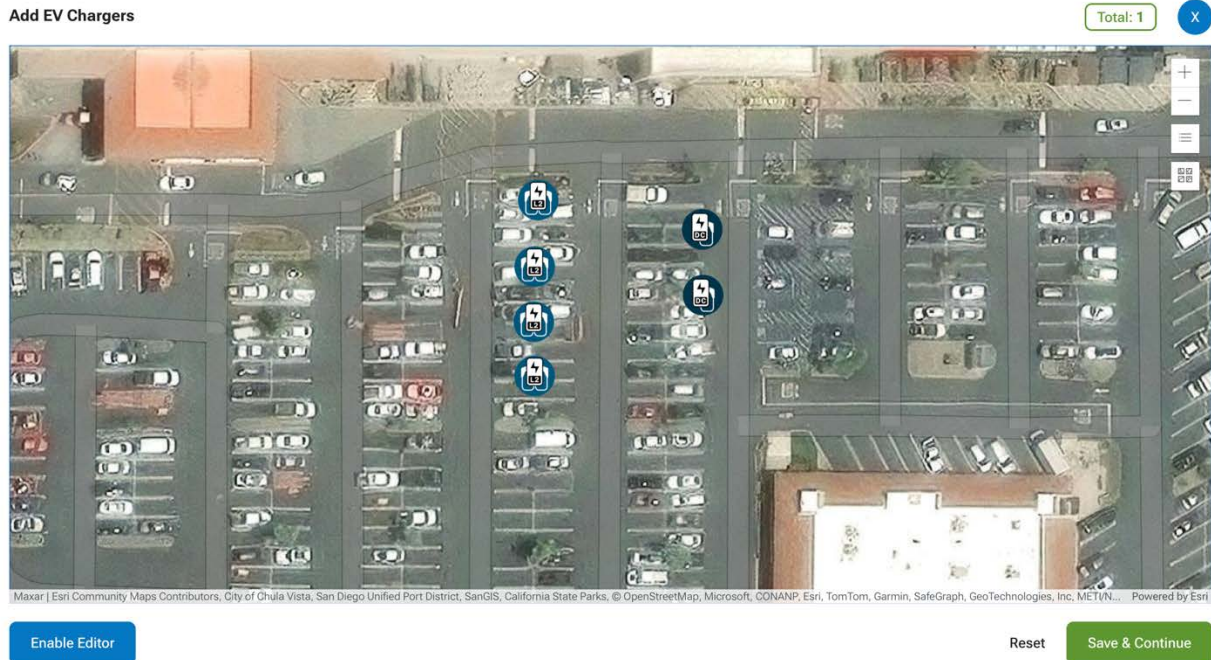 Add EV Chargers
Total: 1
X
L2
DC
L2
DC
L2
L2
Maxar | Esri Community Maps Contributors, City of Chula Vista, San Diego Unified Port District, SanGIS, California State Parks, © OpenStreetMap, Microsoft, CONANP, Esri, TomTom, Garmin, SafeGraph, GeoTechnologies, Inc, METI/N... Powered by Esri
Enable Editor
Reset
Save & Continue